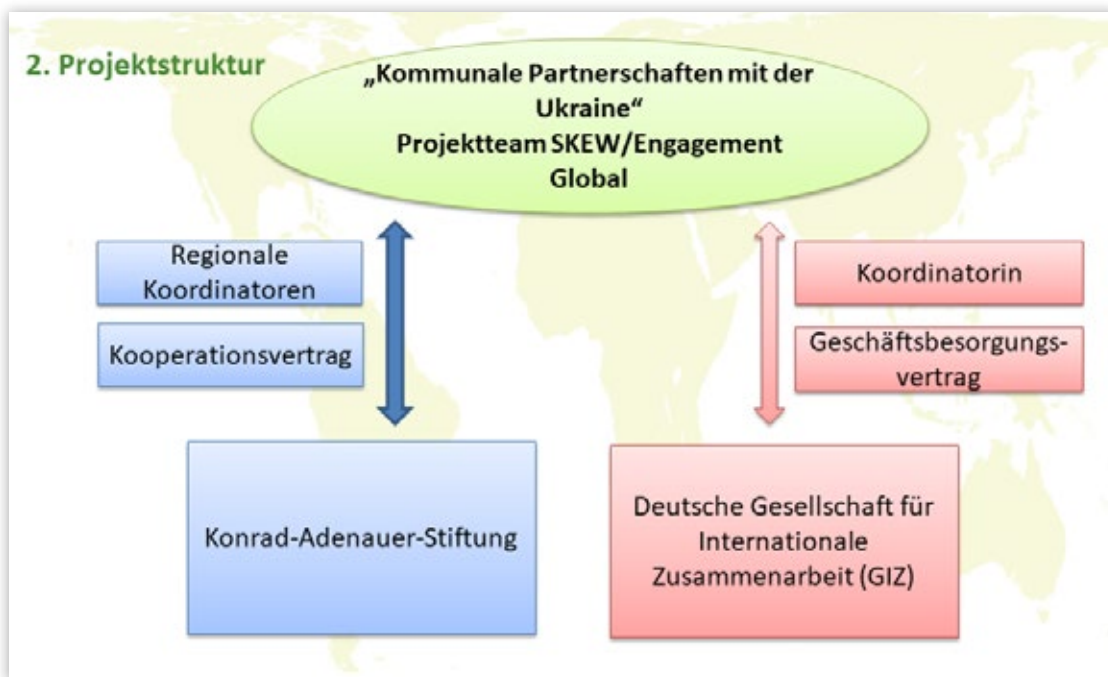 2. Projektstruktur
„Kommunale Partnerschaften mit der
Ukraine“
Projektteam SKEW/Engagement
Global
Regionale
Koordinatoren
Kooperationsvertrag
Koordinatorin
Geschäftsbesorgungs-
vertrag
Konrad-Adenauer-Stiftung
Deutsche Gesellschaft für
Internationale
Zusammenarbeit (GIZ)